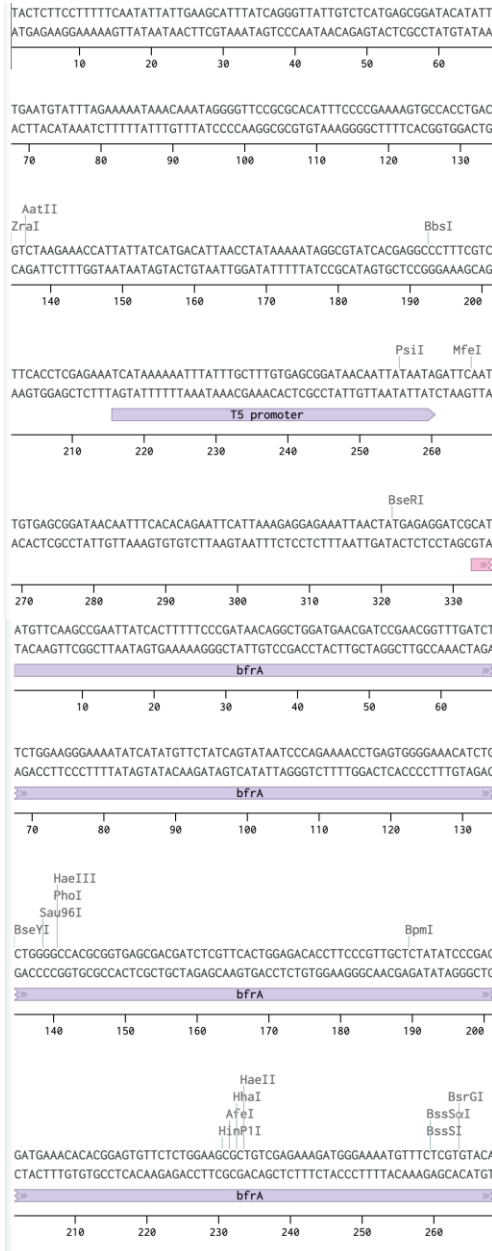 TACTCTTCCTTTTTCAATATTATTGAAGCATTTATCAGGGTTATTGTCTCATGAGCGGATACATATT
ATGAGAAGGAAAAAGTTATAATAACTTCGTAAATAGTCCCAATAACAGAGTACTCGCCTATGTATAA
10 20 30 40 50 60
TGAATGTATTTAGAAAAATAAACAAATAGGGGTTCCGCGCACATTTCCCCGAAAAGTGCCACCTGAC
ACTTACATAAATCTTTTTATTTGTTTATCCCCAAGGCGCGTGTAAAGGGGCTTTTCACGGTGGACTG
70 80 90 100 110 120 130
AatII
ZraI BbsI
GTCTAAGAAACCATTATTATCATGACATTAACCTATAAAAATAGGCGTATCACGAGGCCCTTTCGTC
CAGATTCTTTGGTAATAATAGTACTGTAATTGGATATTTTTATCCGCATAGTGCTCCGGGAAAGCAG
140 150 160 170 180 190 200
PsiI MfeI
TTCACCTCGAGAAATCATAAAAAATTTATTTGCTTTGTGAGCGGATAACAATTATAATAGATTCAAT
AAGTGGAGCTCTTTAGTATTTTTTAAATAAACGAAACACTCGCCTATTGTTAATATTATCTAAGTTA
T5 promoter
210 220 230 240 250 260
BseRI
TGTGAGCGGATAACAATTTCACACAGAATTCATTAAAGAGGAGAAATTAACTATGAGAGGATCGCAT
ACACTCGCCTATTGTTAAAGTGTGTCTTAAGTAATTTCTCCTCTTTAATTGATACTCTCCTAGCGTA
270 280 290 300 310 320 330
ATGTTCAAGCCGAATTATCACTTTTTCCCGATAACAGGCTGGATGAACGATCCGAACGGTTTGATCT
TACAAGTTCGGCTTAATAGTGAAAAAGGGCTATTGTCCGACCTACTTGCTAGGCTTGCCAAACTAGA
bfrA
10 20 30 40 50 60
TCTGGAAGGGAAAATATCATATGTTCTATCAGTATAATCCCAGAAAACCTGAGTGGGGAAACATCTG
AGACCTTCCCTTTTATAGTATACAAGATAGTCATATTAGGGTCTTTTGGACTCACCCCTTTGTAGAC
bfrA
70 80 90 100 110 120 130
HaeIII
PhoI
Sau96I
BseYI BpmI
CTGGGGCCACGCGGTGAGCGACGATCTCGTTCACTGGAGACACCTTCCCGTTGCTCTATATCCCGAC
GACCCCGGTGCGCCACTCGCTGCTAGAGCAAGTGACCTCTGTGGAAGGGCAACGAGATATAGGGCTG
bfrA
140 150 160 170 180 190 200
HaeII
HhaI BsrGI
AfeI BssSαI
HinP1I BssSI
GATGAAACACACGGAGTGTTCTCTGGAAGCGCTGTCGAGAAAGATGGGAAAATGTTTCTCGTGTACA
CTACTTTGTGTGCCTCACAAGAGACCTTCGCGACAGCTCTTTCTACCCTTTTACAAAGAGCACATGT
bfrA
210 220 230 240 250 260